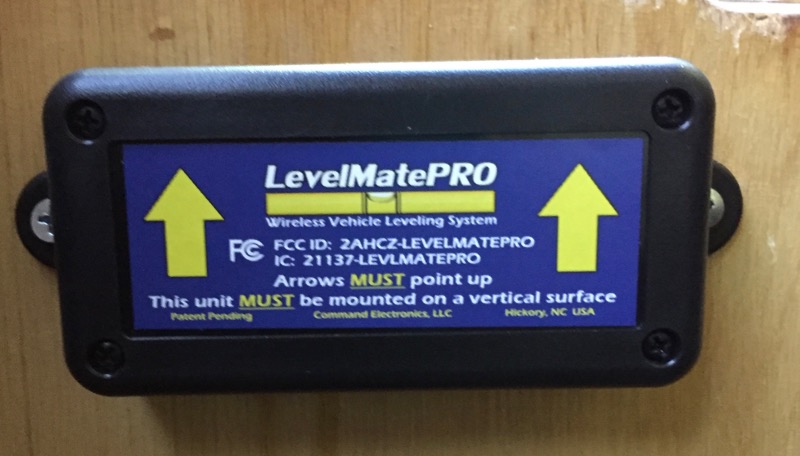 LevelMatePRO
Wireless Vehicle Leveling System
FC FCC ID: 2AHCZ-LEVELMATEPRO
IC: 21137-LEVLMATEPRO
Arrows MUST point up
This unit MUST be mounted on a vertical surface
Patent Pending Command Electronics, LLC Hickory, NC USA